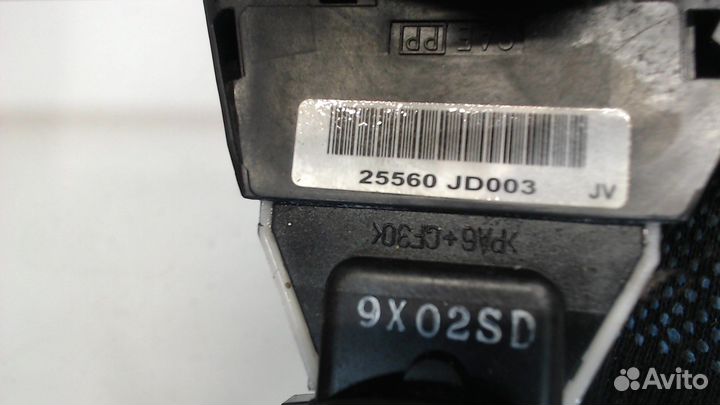 PP
25560 JD003 JV
>PA6+GF30<
9X02SD
Avito